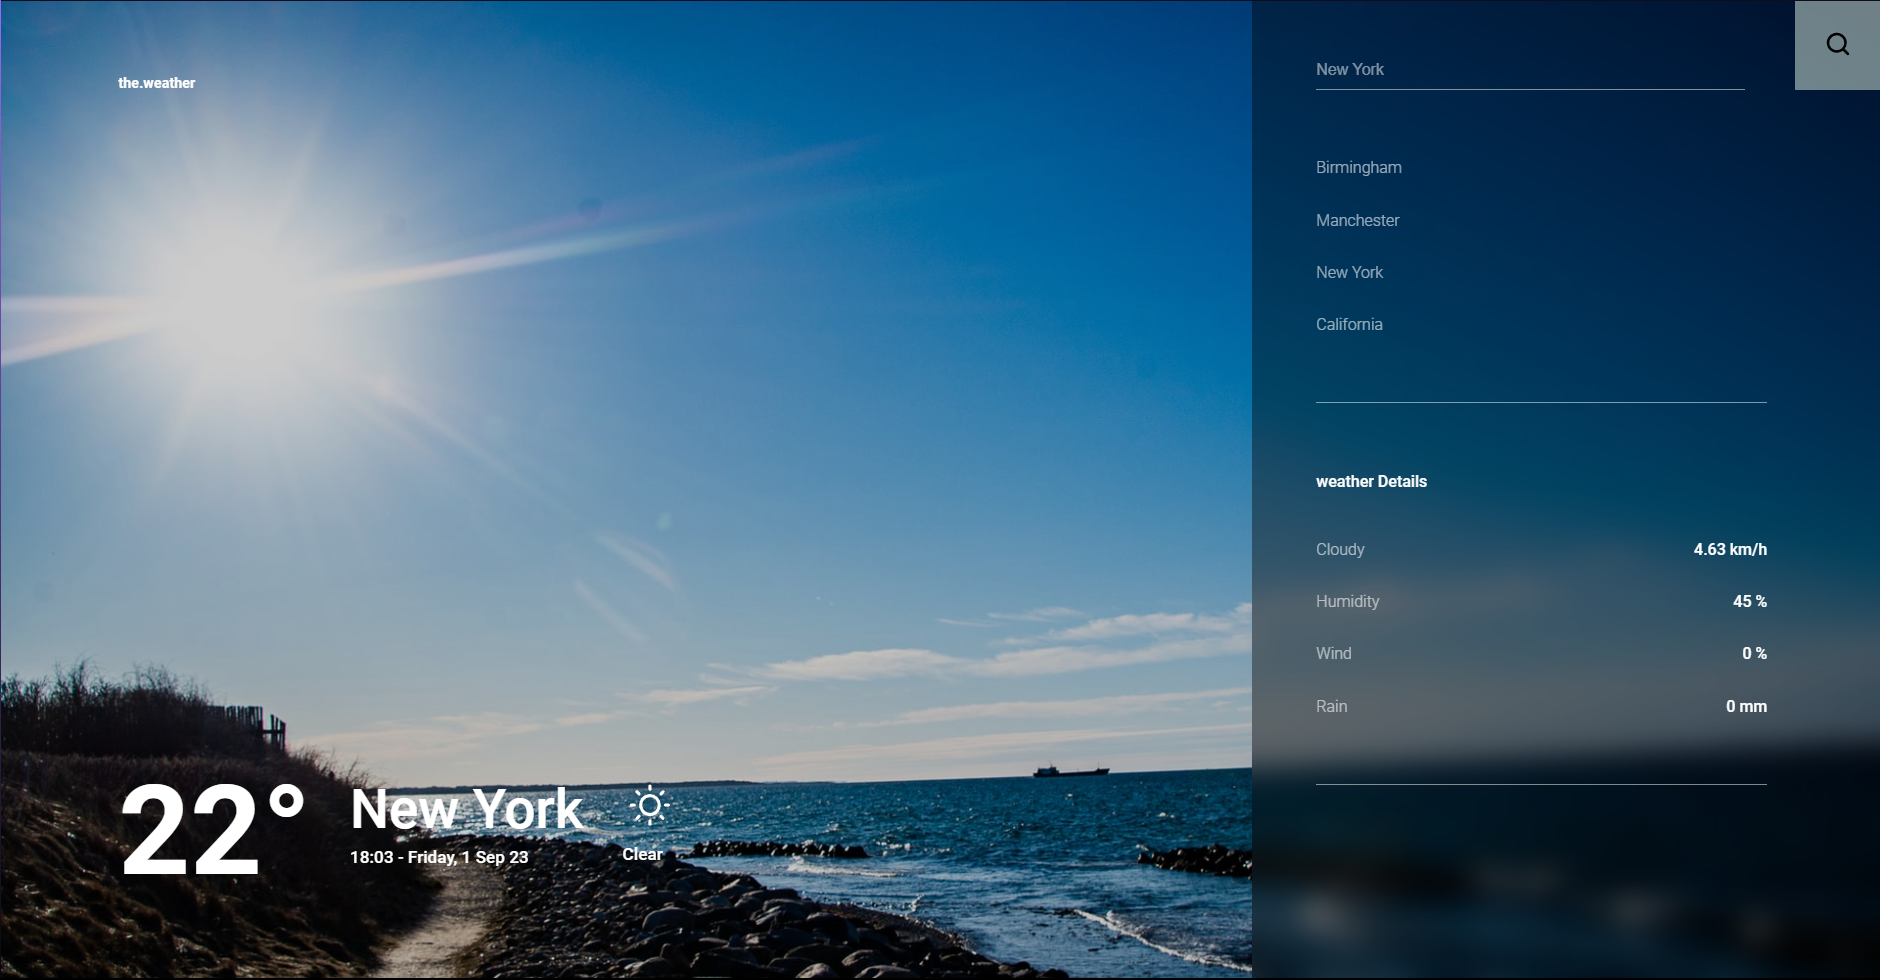 the.weather
22°
New York
18:03 - Friday, 1 Sep 23
Clear
New York
Birmingham
Manchester
New York
California
weather Details
Cloudy 4.63 km/h
Humidity 45 %
Wind 0 %
Rain 0 mm